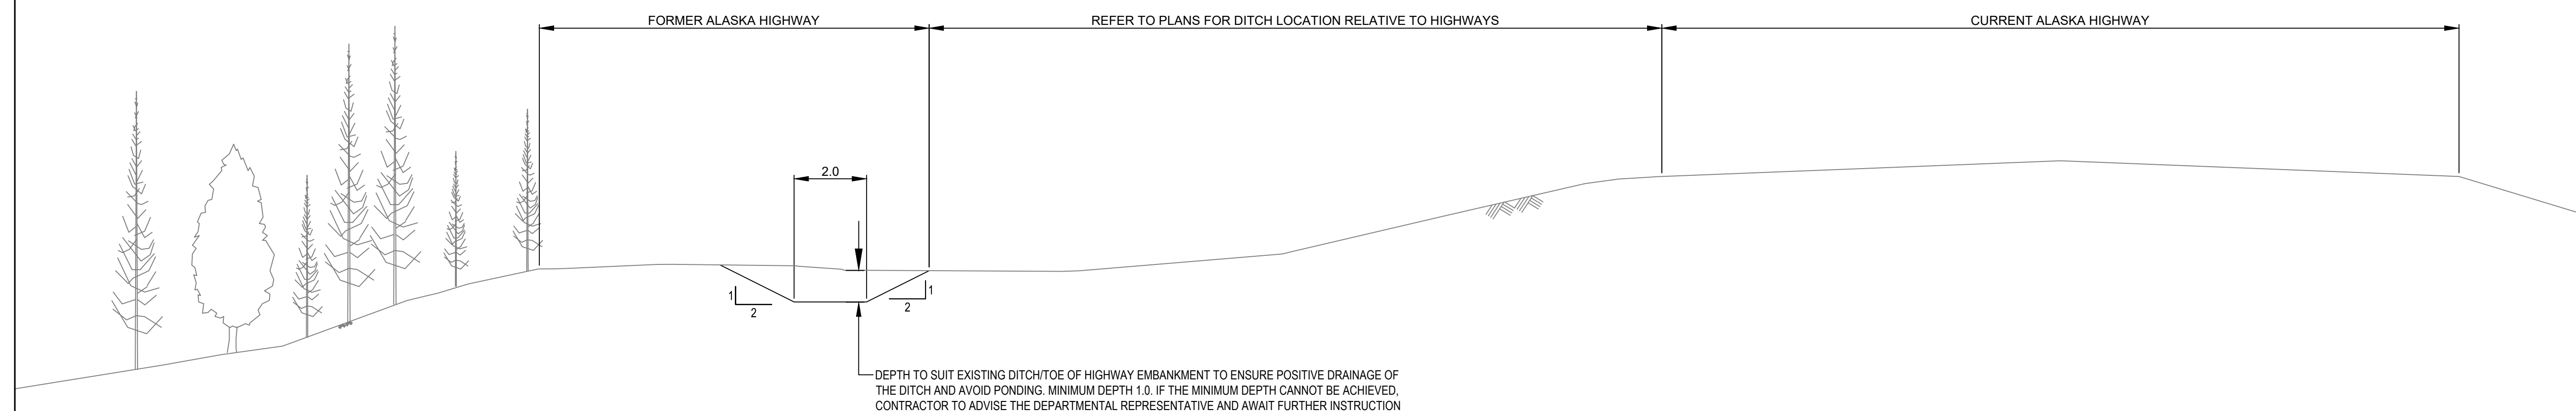 FORMER ALASKA HIGHWAY
REFER TO PLANS FOR DITCH LOCATION RELATIVE TO HIGHWAYS
CURRENT ALASKA HIGHWAY
2.0
1
2
1
2
DEPTH TO SUIT EXISTING DITCH/TOE OF HIGHWAY EMBANKMENT TO ENSURE POSITIVE DRAINAGE OF
THE DITCH AND AVOID PONDING. MINIMUM DEPTH 1.0. IF THE MINIMUM DEPTH CANNOT BE ACHIEVED,
CONTRACTOR TO ADVISE THE DEPARTMENTAL REPRESENTATIVE AND AWAIT FURTHER INSTRUCTION